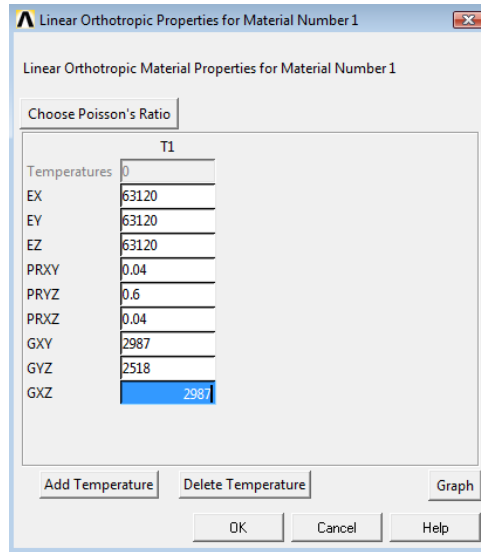 Linear Orthotropic Properties for Material Number 1
Linear Orthotropic Material Properties for Material Number 1
Choose Poisson's Ratio
T1
Temperatures 0
EX 63120
EY 63120
EZ 63120
PRXY 0.04
PRYZ 0.6
PRXZ 0.04
GXY 2987
GYZ 2518
GXZ 2987
Add Temperature Delete Temperature Graph
OK Cancel Help